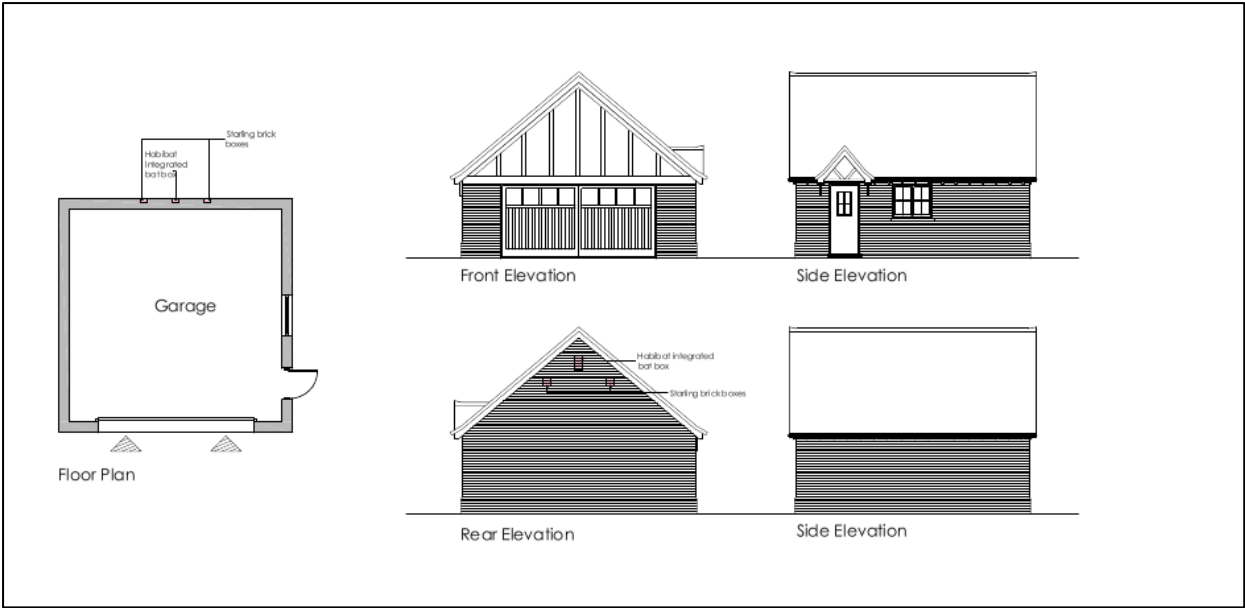 Starling brick
boxes
Habibat
integrated
bat box
Garage
Floor Plan
Front Elevation
Side Elevation
Habibat integrated
bat box
Starling brick boxes
Rear Elevation
Side Elevation